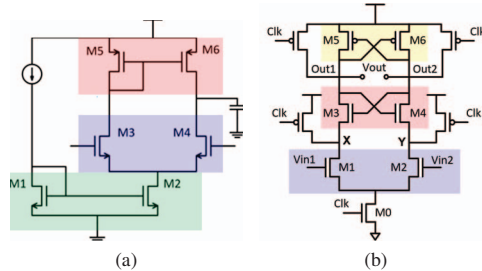 M5 M6
M3 M4
M1 M2
(a)
Clk M5 M6 Clk
Out1 Vout Out2
Clk M3 M4 Clk
X Y
Vin1 M1 M2 Vin2
Clk M0
(b)